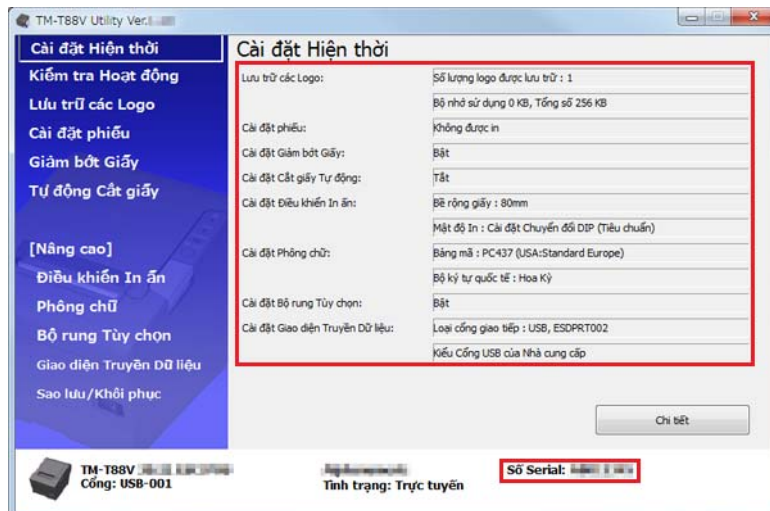 TM-T88V Utility Ver.
Cài đặt Hiện thời
Kiểm tra Hoạt động
Lưu trữ các Logo
Cài đặt phiếu
Giảm bớt Giấy
Tự động Cắt giấy
[Nâng cao]
Điều khiển In ấn
Phông chữ
Bộ rung Tùy chọn
Giao diện Truyền Dữ liệu
Sao lưu/Khôi phục
Cài đặt Hiện thời
Lưu trữ các Logo: Số lượng logo được lưu trữ : 1
Bộ nhớ sử dụng 0 KB, Tổng số 256 KB
Cài đặt phiếu: Không được in
Cài đặt Giảm bớt Giấy: Bật
Cài đặt Cắt giấy Tự động: Tắt
Cài đặt Điều khiển In ấn: Bề rộng giấy : 80mm
Mật độ In : Cài đặt Chuyển đổi DIP (Tiêu chuẩn)
Cài đặt Phông chữ: Bảng mã : PC437 (USA:Standard Europe)
Bộ ký tự quốc tế : Hoa Kỳ
Cài đặt Bộ rung Tùy chọn: Bật
Cài đặt Giao diện Truyền Dữ liệu: Loại cổng giao tiếp : USB, ESDPRT002
Kiểu Cổng USB của Nhà cung cấp
Chi tiết
TM-T88V
Số Serial:
Cổng: USB-001
Tình trạng: Trực tuyến